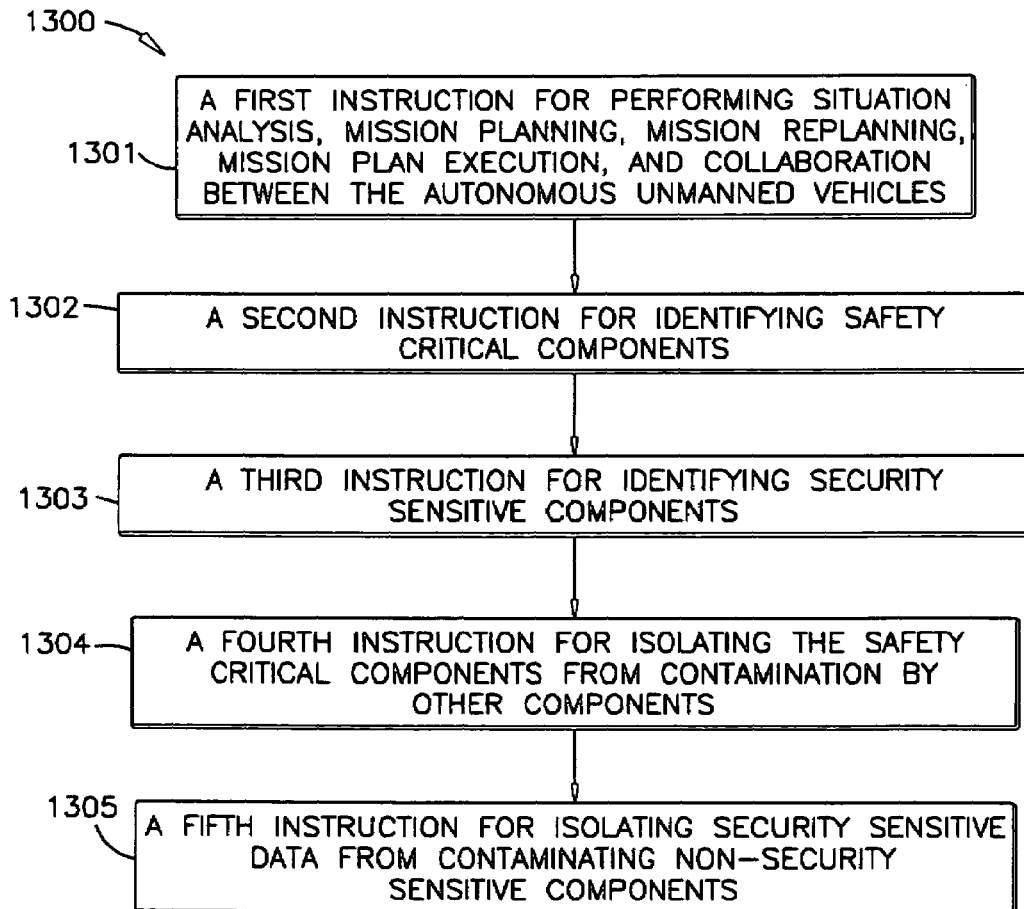 1300
A FIRST INSTRUCTION FOR PERFORMING SITUATION
ANALYSIS, MISSION PLANNING, MISSION REPLANNING,
MISSION PLAN EXECUTION, AND COLLABORATION
BETWEEN THE AUTONOMOUS UNMANNED VEHICLES
1301
1302
A SECOND INSTRUCTION FOR IDENTIFYING SAFETY
CRITICAL COMPONENTS
1303
A THIRD INSTRUCTION FOR IDENTIFYING SECURITY
SENSITIVE COMPONENTS
1304
A FOURTH INSTRUCTION FOR ISOLATING THE SAFETY
CRITICAL COMPONENTS FROM CONTAMINATION BY
OTHER COMPONENTS
1305
A FIFTH INSTRUCTION FOR ISOLATING SECURITY SENSITIVE
DATA FROM CONTAMINATING NON-SECURITY
SENSITIVE COMPONENTS